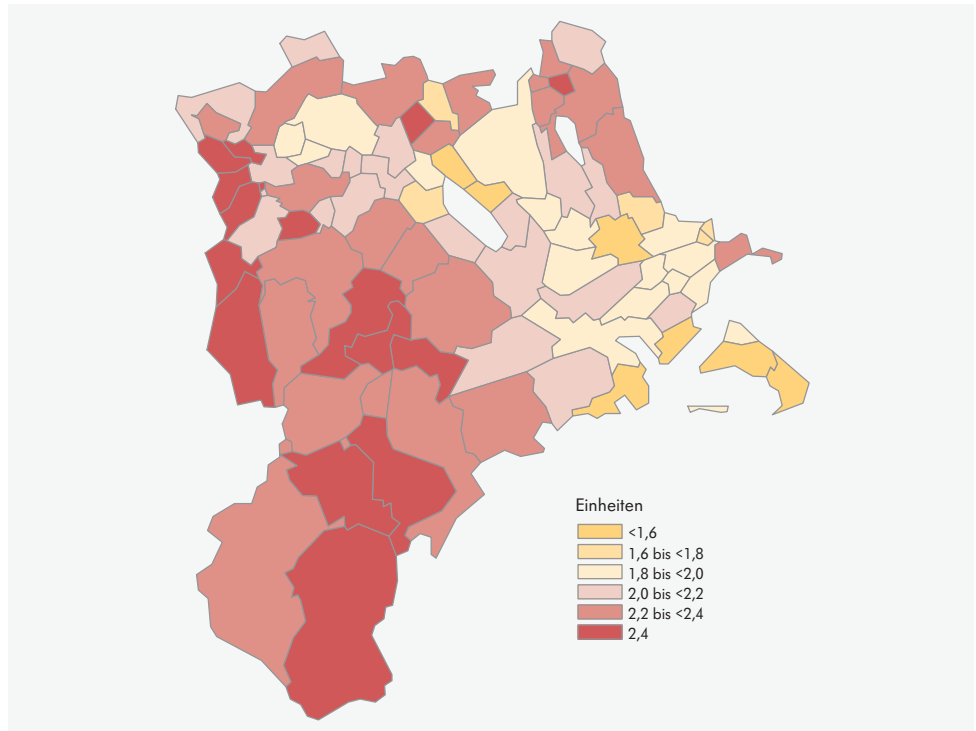 Einheiten
<1,6
1,6 bis <1,8
1,8 bis <2,0
2,0 bis <2,2
2,2 bis <2,4
2,4